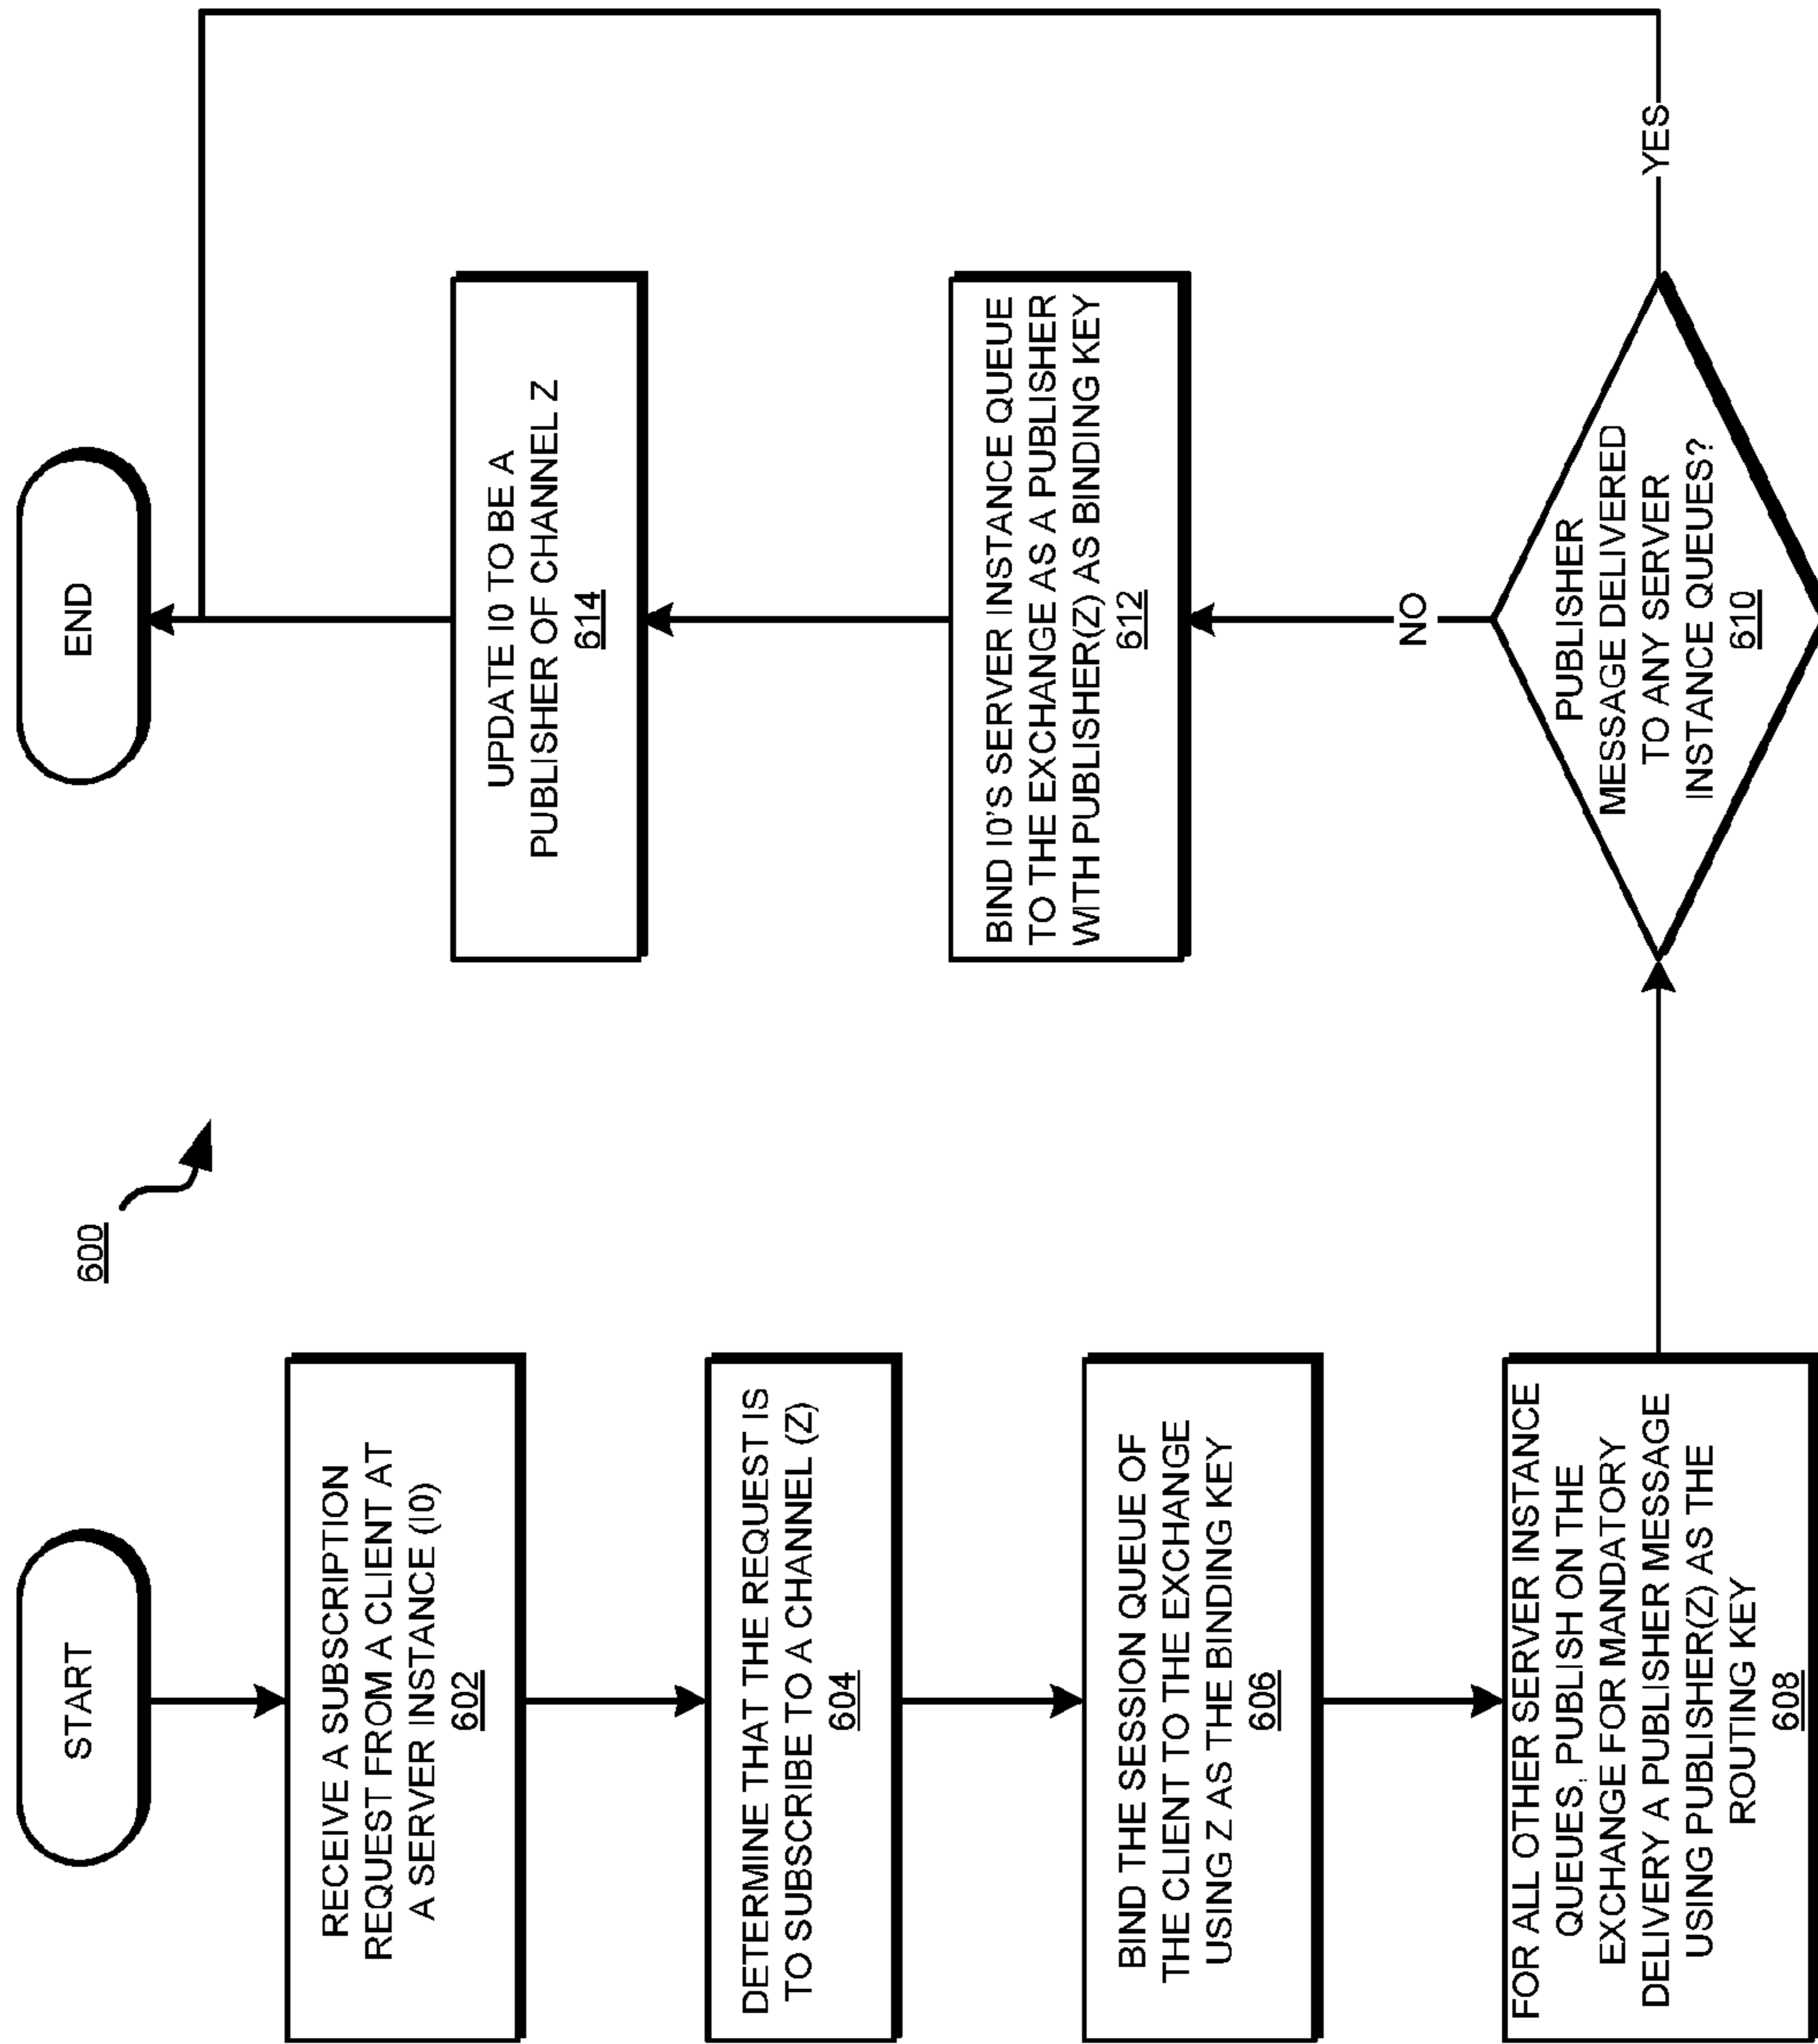 600
START
RECEIVE A SUBSCRIPTION
REQUEST FROM A CLIENT AT
A SERVER INSTANCE (I0)
602
DETERMINE THAT THE REQUEST IS
TO SUBSCRIBE TO A CHANNEL (Z)
604
BIND THE SESSION QUEUE OF
THE CLIENT TO THE EXCHANGE
USING Z AS THE BINDING KEY
606
FOR ALL OTHER SERVER INSTANCE
QUEUES, PUBLISH ON THE
EXCHANGE FOR MANDATORY
DELIVERY A PUBLISHER MESSAGE
USING PUBLISHER(Z) AS THE
ROUTING KEY
608
PUBLISHER
MESSAGE DELIVERED
TO ANY SERVER
INSTANCE QUEUES?
610
YES
NO
BIND I0'S SERVER INSTANCE QUEUE
TO THE EXCHANGE AS A PUBLISHER
WITH PUBLISHER(Z) AS BINDING KEY
612
UPDATE I0 TO BE A
PUBLISHER OF CHANNEL Z
614
END